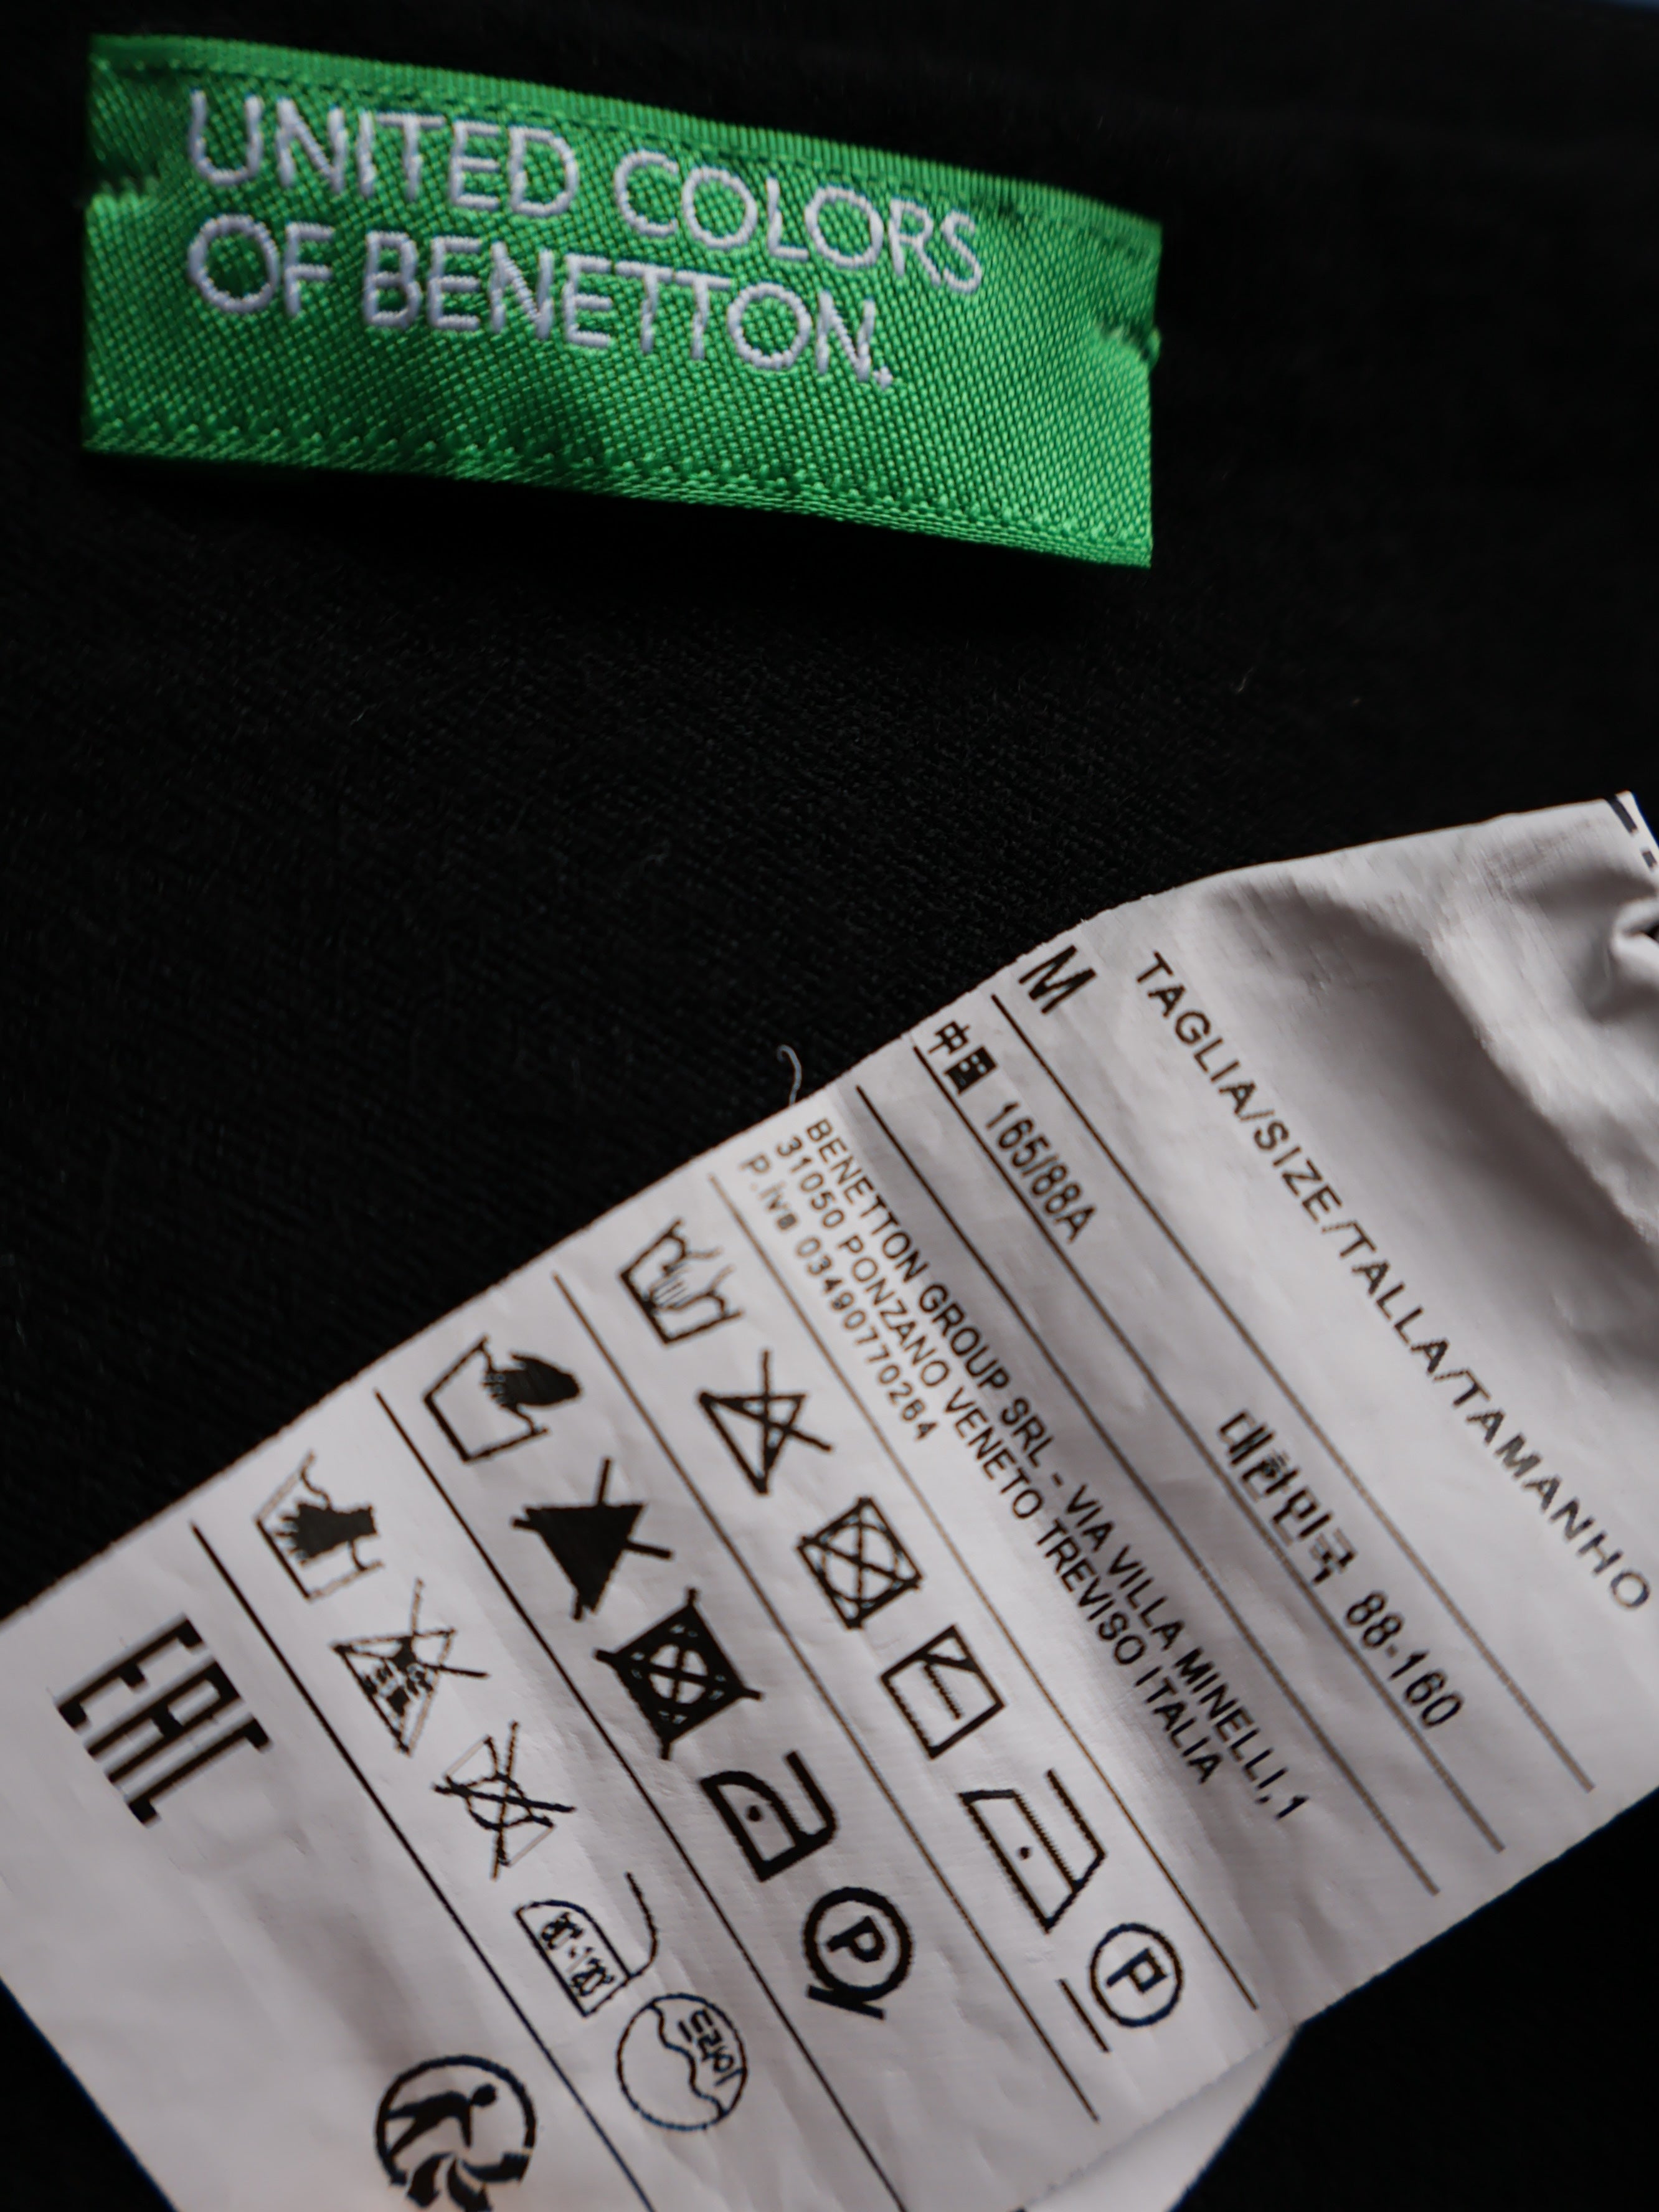 UNITED COLORS
OF BENETTON.
TAGLIA/SIZE/TALLA/TAMANHO
M
대한민국 88-160
中国 165/88A
BENETTON GROUP SRL - VIA VILLA MINELLI,1
31050 PONZANO VENETO TREVISO ITALIA
P.iva 03490770264
P
P
EAC